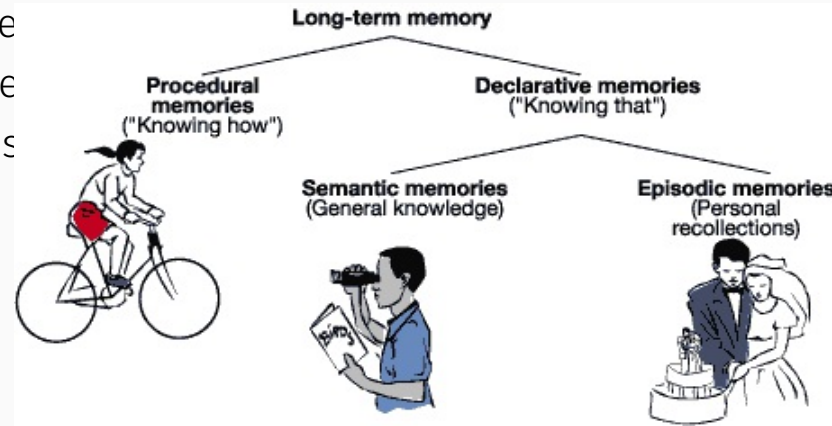 Long-term memory
Procedural
memories
("Knowing how")
Declarative memories
("Knowing that")
Semantic memories
(General knowledge)
Episodic memories
(Personal
recollections)
Birds
e
e
s